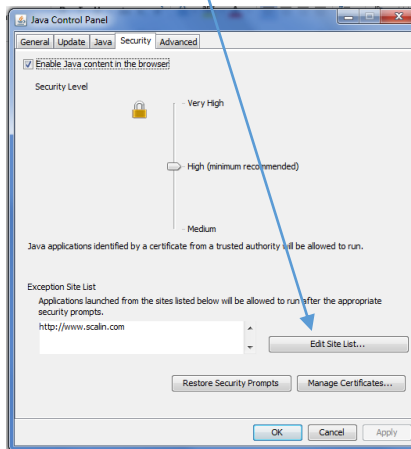 Java Control Panel
General Update Java Security Advanced
Enable Java content in the browser
Security Level
Very High
High (minimum recommended)
Medium
Java applications identified by a certificate from a trusted authority will be allowed to run.
Exception Site List
Applications launched from the sites listed below will be allowed to run after the appropriate
security prompts.
http://www.scalin.com
Edit Site List...
Restore Security Prompts Manage Certificates...
OK Cancel Apply